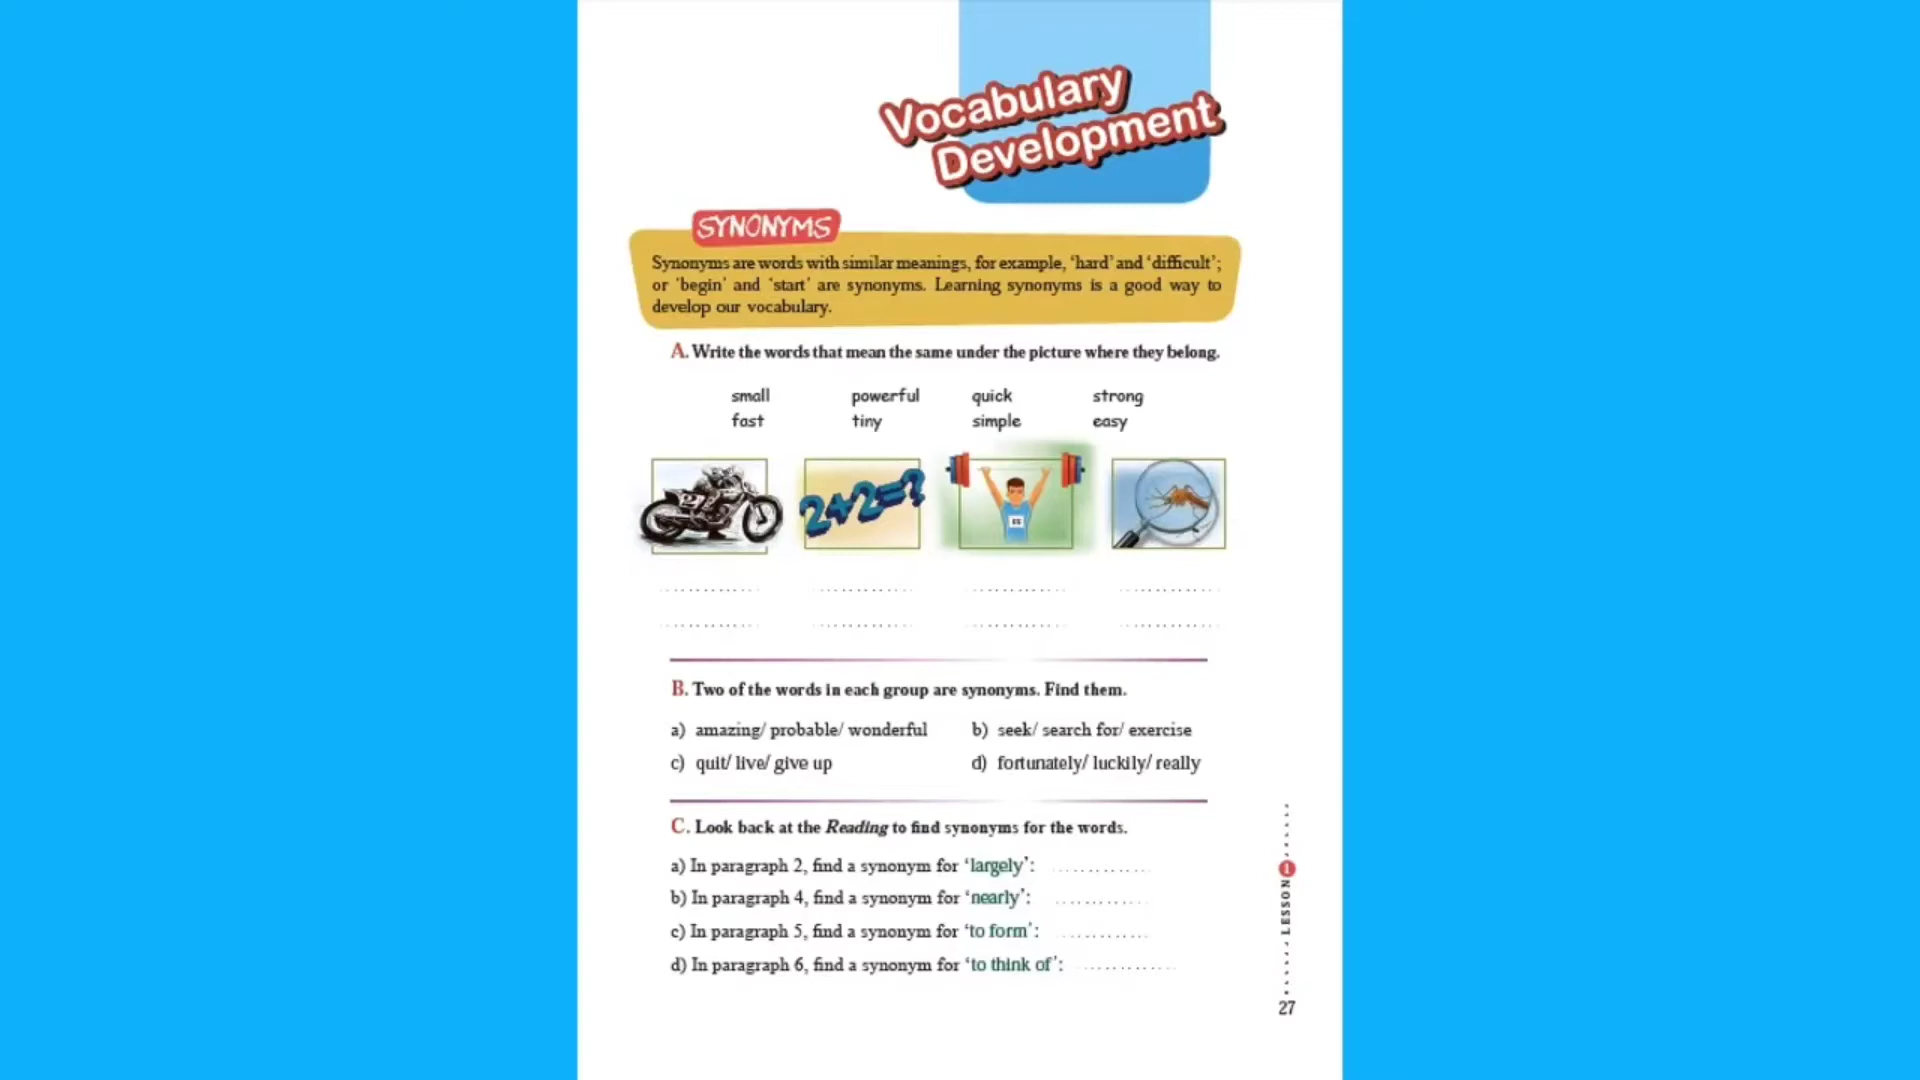 Vocabulary
Development
SYNONYMS
Synonyms are words with similar meanings, for example, ‘hard’ and ‘difficult’;
or ‘begin’ and ‘start’ are synonyms. Learning synonyms is a good way to
develop our vocabulary.
A. Write the words that mean the same under the picture where they belong.
small powerful quick strong
fast tiny simple easy
21
2+2=?
B. Two of the words in each group are synonyms. Find them.
a) amazing/ probable/ wonderful b) seek/ search for/ exercise
c) quit/ live/ give up d) fortunately/ luckily/ really
C. Look back at the Reading to find synonyms for the words.
a) In paragraph 2, find a synonym for ‘largely’: ............
b) In paragraph 4, find a synonym for ‘nearly’: ............
c) In paragraph 5, find a synonym for ‘to form’: ............
d) In paragraph 6, find a synonym for ‘to think of’: ............
LESSON 1
27